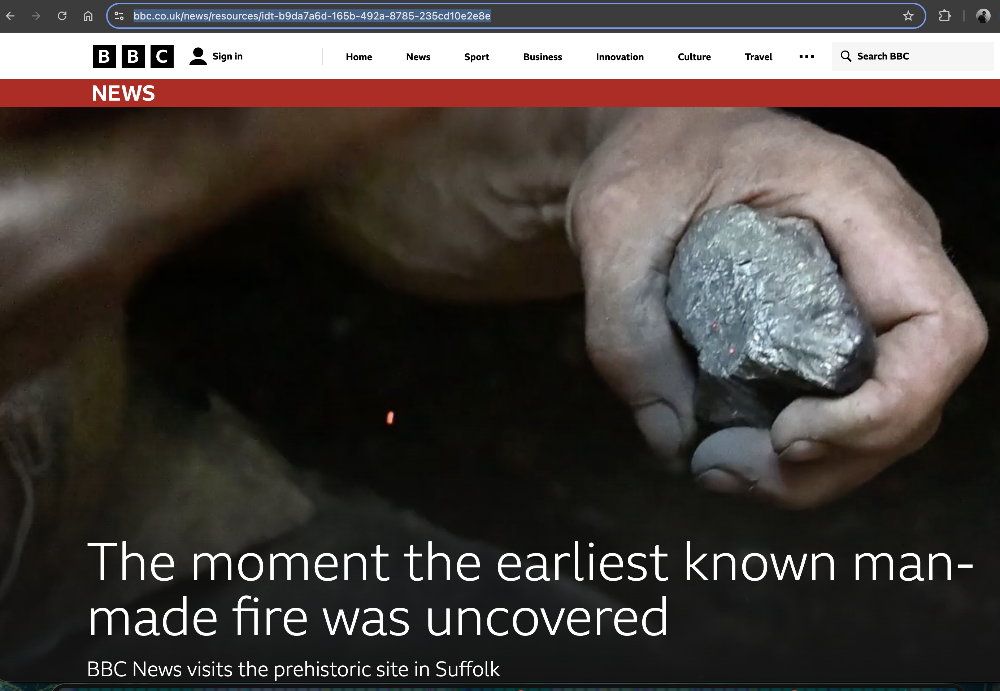 bbc.co.uk/news/resources/idt-b9da7a6d-165b-492a-8785-235cd10e2e8e
BBC Sign in Home News Sport Business Innovation Culture Travel Search BBC
NEWS
The moment the earliest known man-
made fire was uncovered
BBC News visits the prehistoric site in Suffolk